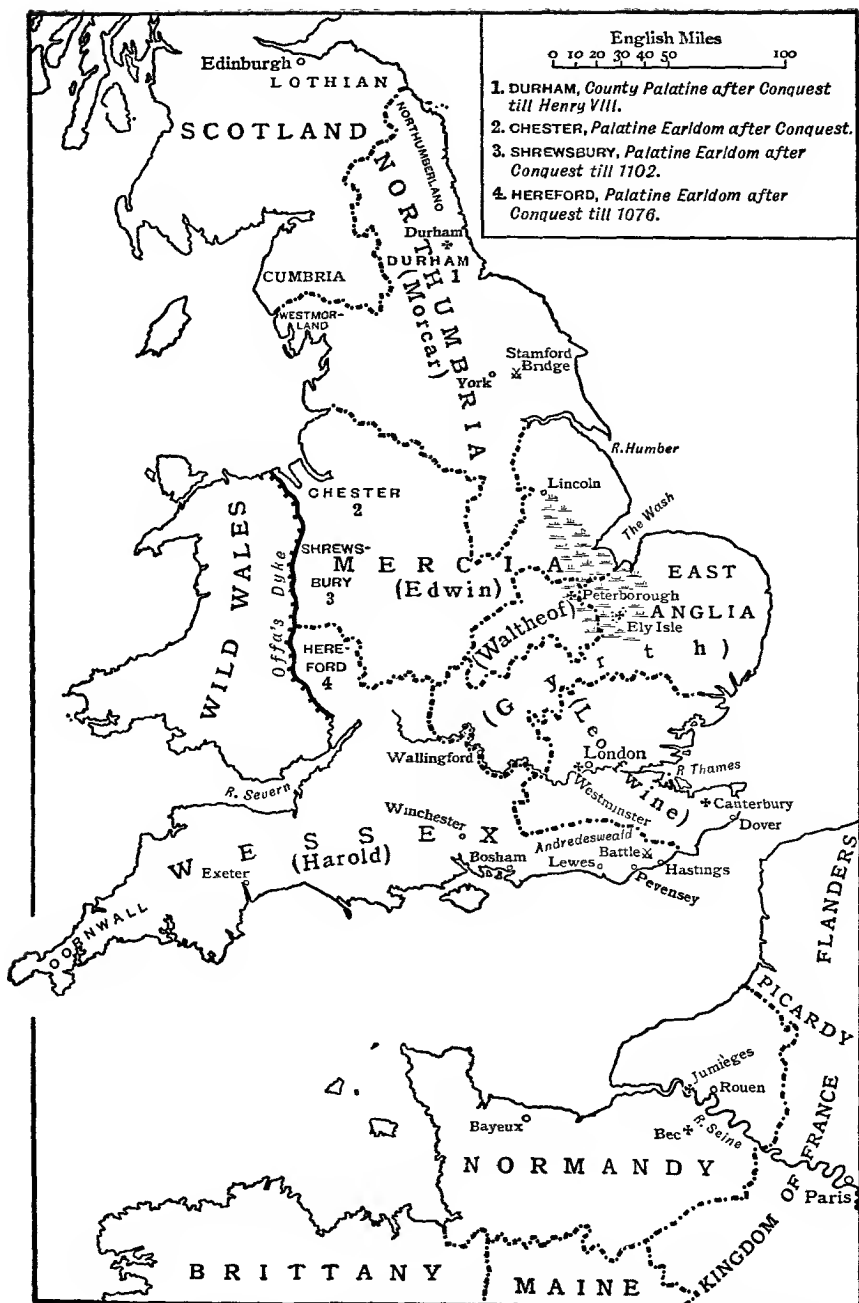 English Miles
0 10 20 30 40 50 100
1. DURHAM, County Palatine after Conquest
till Henry VIII.
2. CHESTER, Palatine Earldom after Conquest.
3. SHREWSBURY, Palatine Earldom after
Conquest till 1102.
4. HEREFORD, Palatine Earldom after
Conquest till 1076.
Edinburgh
LOTHIAN
SCOTLAND
NORTHUMBERLAND
NORTHUMBRIA
(Morcar)
Durham
DURHAM
1
CUMBRIA
WESTMOR-
LAND
Stamford
Bridge
York
R. Humber
Lincoln
The Wash
CHESTER
2
SHREWS-
BURY
3
MERCIA
(Edwin)
WILD WALES
Offa's Dyke
HERE-
FORD
4
EAST
ANGLIA
Peterborough
Ely Isle
(Waltheof)
(Gyrth)
(Leofwine)
Wallingford
London
R Thames
Westminster
Canterbury
Dover
R. Severn
Winchester
WESSEX
(Harold)
Andredesweald
Battle
Hastings
Bosham
Lewes
Pevensey
Exeter
CORNWALL
FLANDERS
PICARDY
Jumièges
Rouen
Bayeux
Bec
R. Seine
NORMANDY
KINGDOM OF FRANCE
Paris
BRITTANY
MAINE